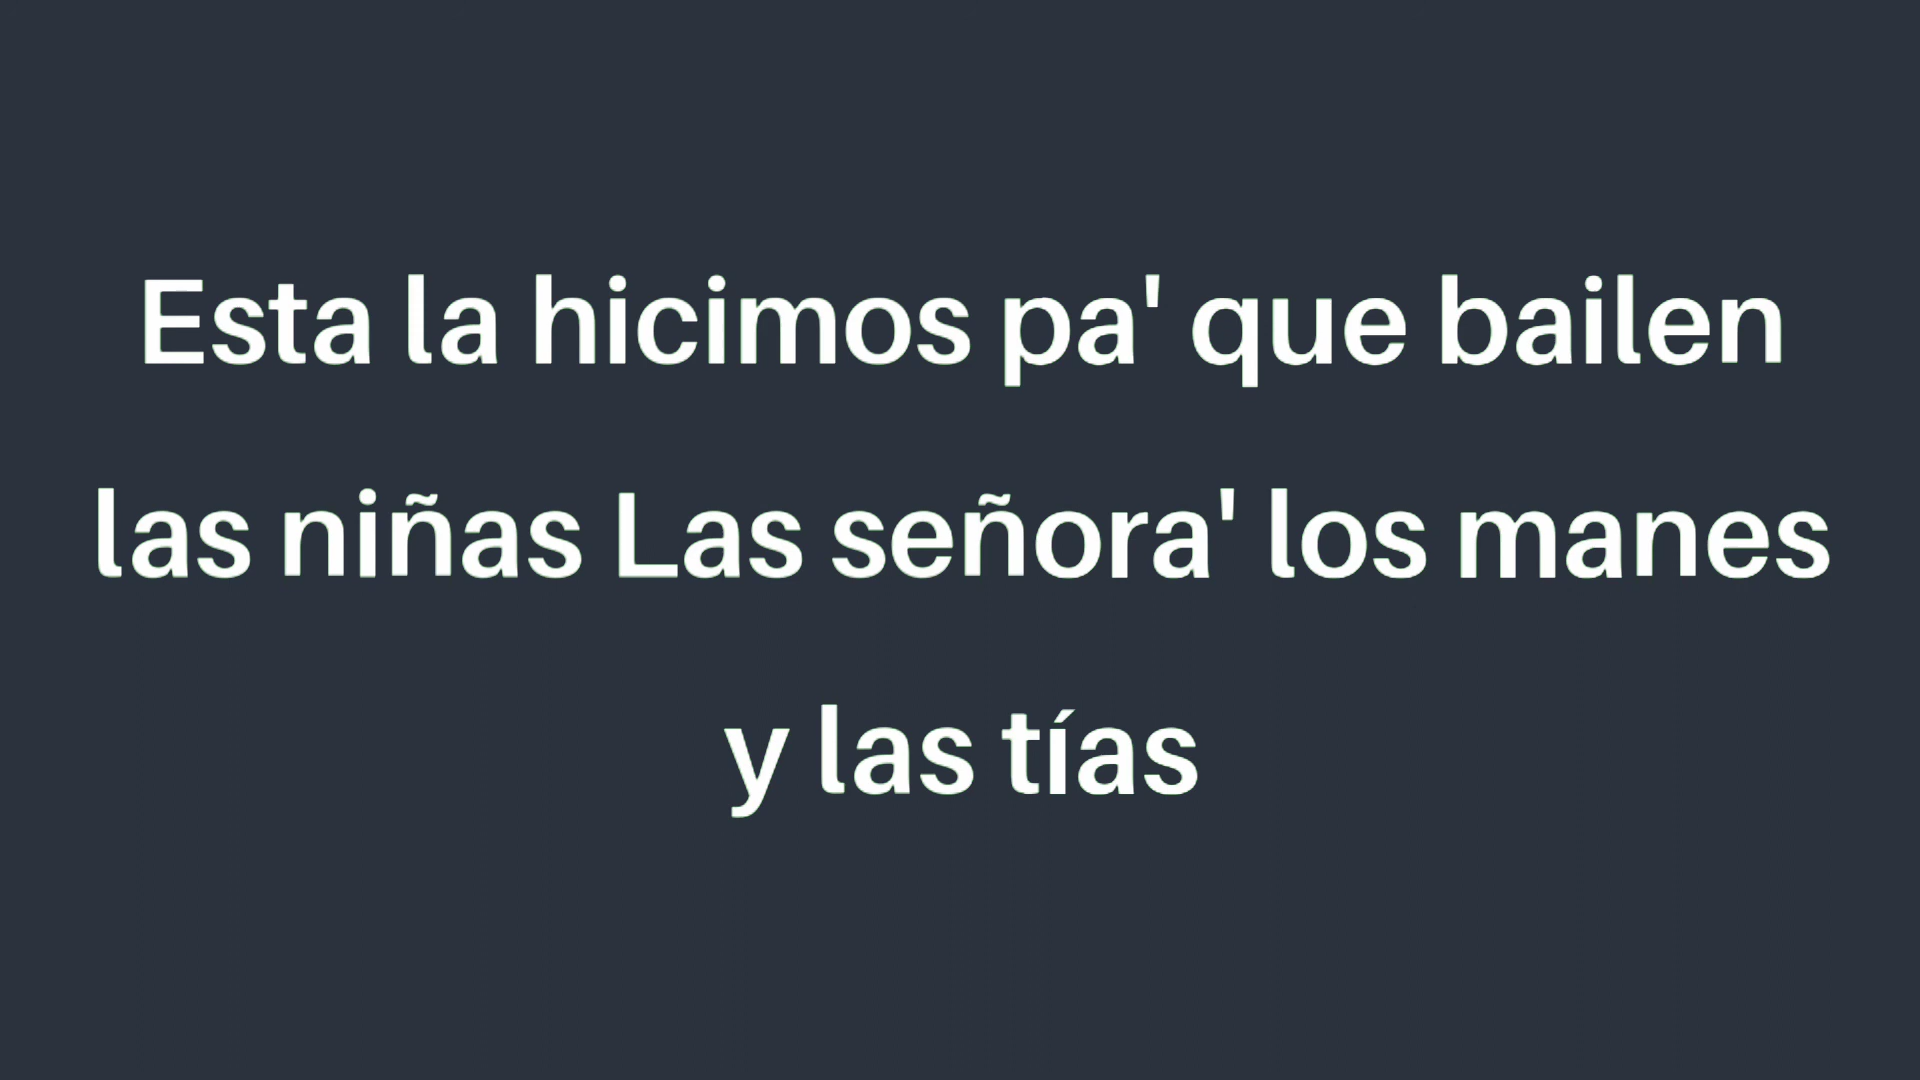 Esta la hicimos pa' que bailen
las niñas Las señora' los manes
y las tías